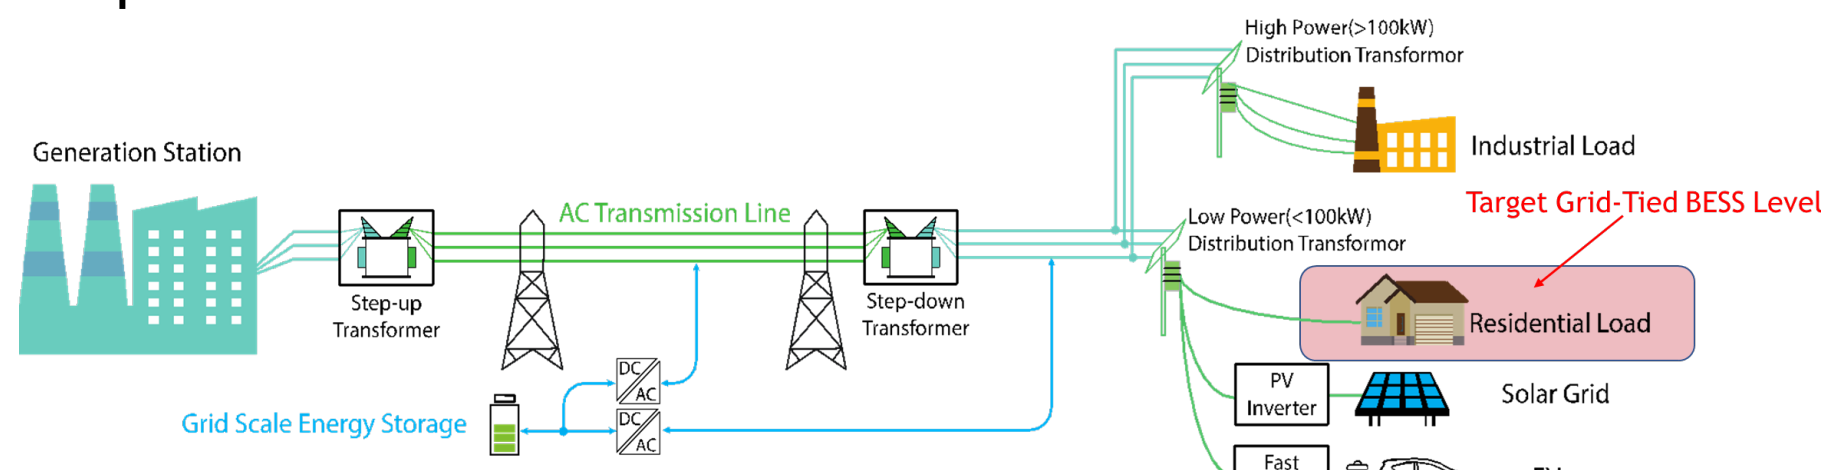 High Power(>100kW)
Distribution Transformor
Generation Station
Industrial Load
Target Grid-Tied BESS Level
AC Transmission Line
Low Power(<100kW)
Distribution Transformor
Step-up
Transformer
Step-down
Transformer
Residential Load
DC
AC
PV
Inverter
Solar Grid
Grid Scale Energy Storage
DC
AC
Fast